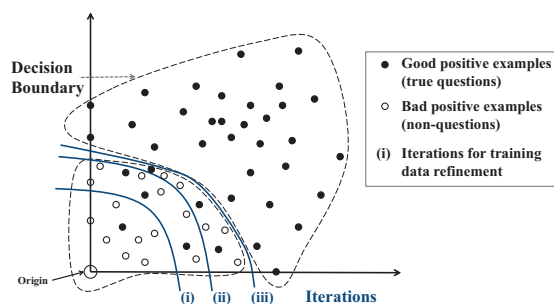 Decision
Boundary
Good positive examples
(true questions)
Bad positive examples
(non-questions)
(i) Iterations for training
data refinement
Origin
(i) (ii) (iii) Iterations